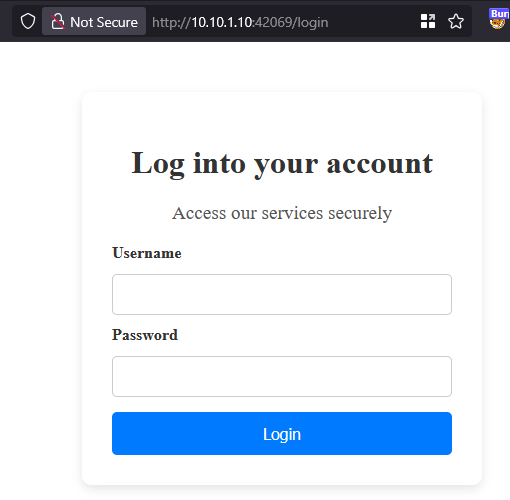 Not Secure http://10.10.1.10:42069/login
Bur
Log into your account
Access our services securely
Username
Password
Login